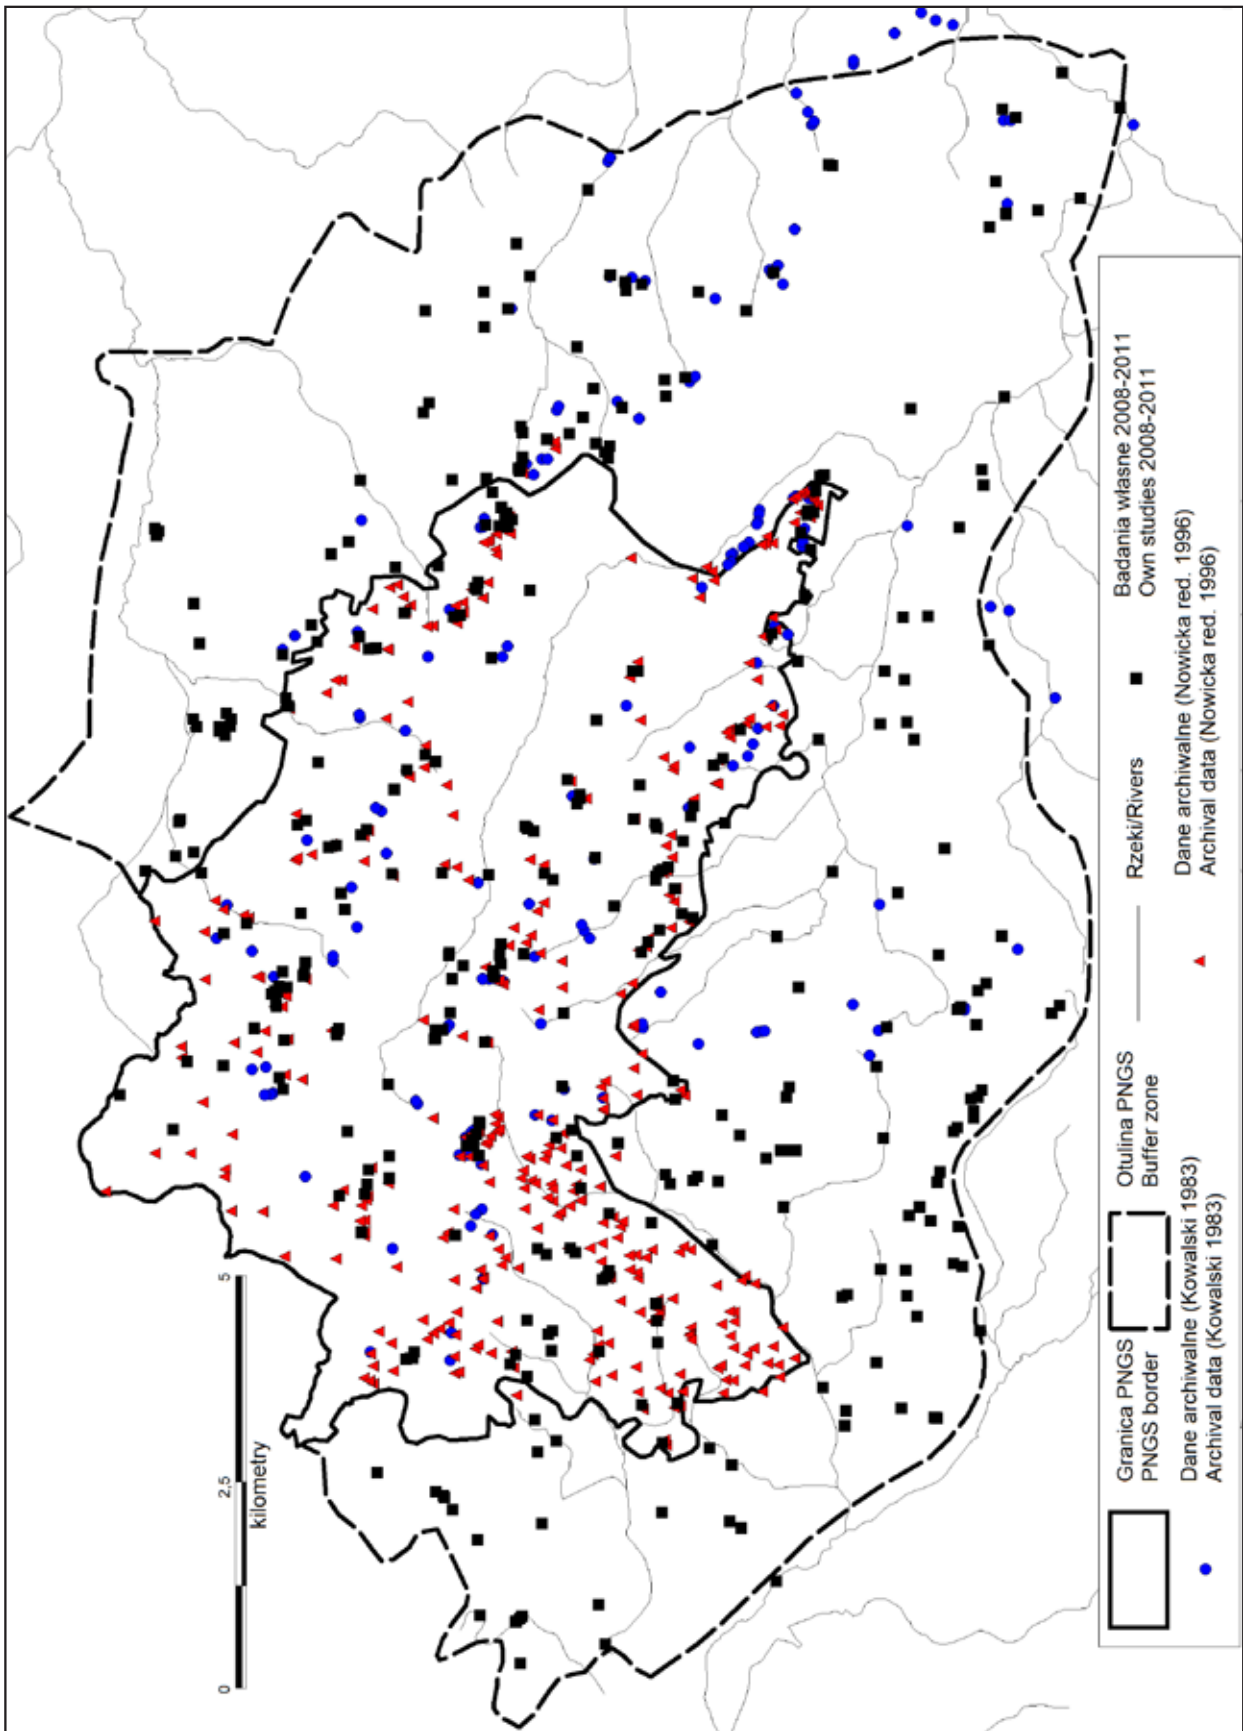 0
2,5
5
kilometry
Granica PNGS
PNGS border
Otulina PNGS
Buffer zone
Rzeki/Rivers
Badania własne 2008-2011
Own studies 2008-2011
Dane archiwalne (Kowalski 1983)
Archival data (Kowalski 1983)
Dane archiwalne (Nowicka red. 1996)
Archival data (Nowicka red. 1996)